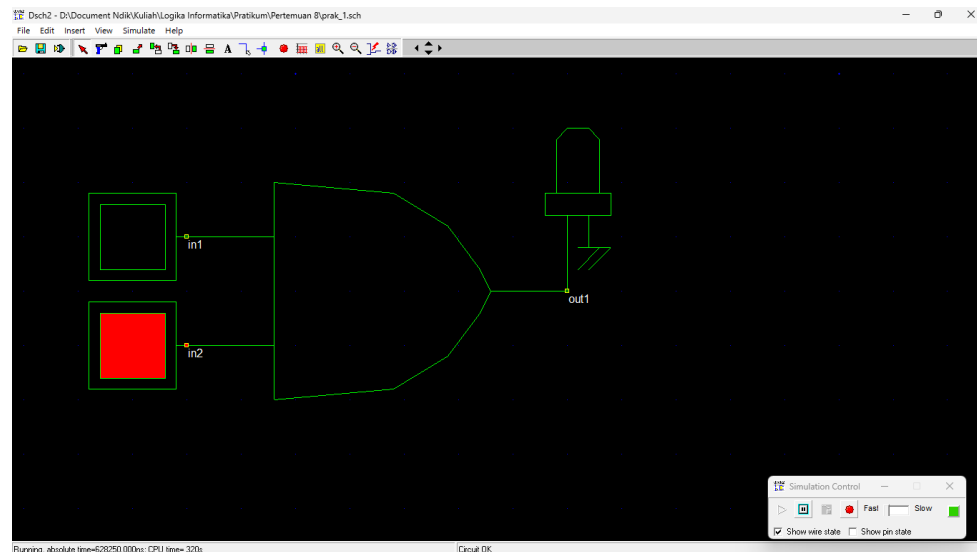 Dsch2 - D:\Document Ndik\Kuliah\Logika Informatika\Pratikum\Pertemuan 8\prak_1.sch
File Edit Insert View Simulate Help
A
in1
out1
in2
Simulation Control
Fast Slow
Show wire state Show pin state
Running, absolute time=628250.000ns; CPU time= 320s Circuit OK